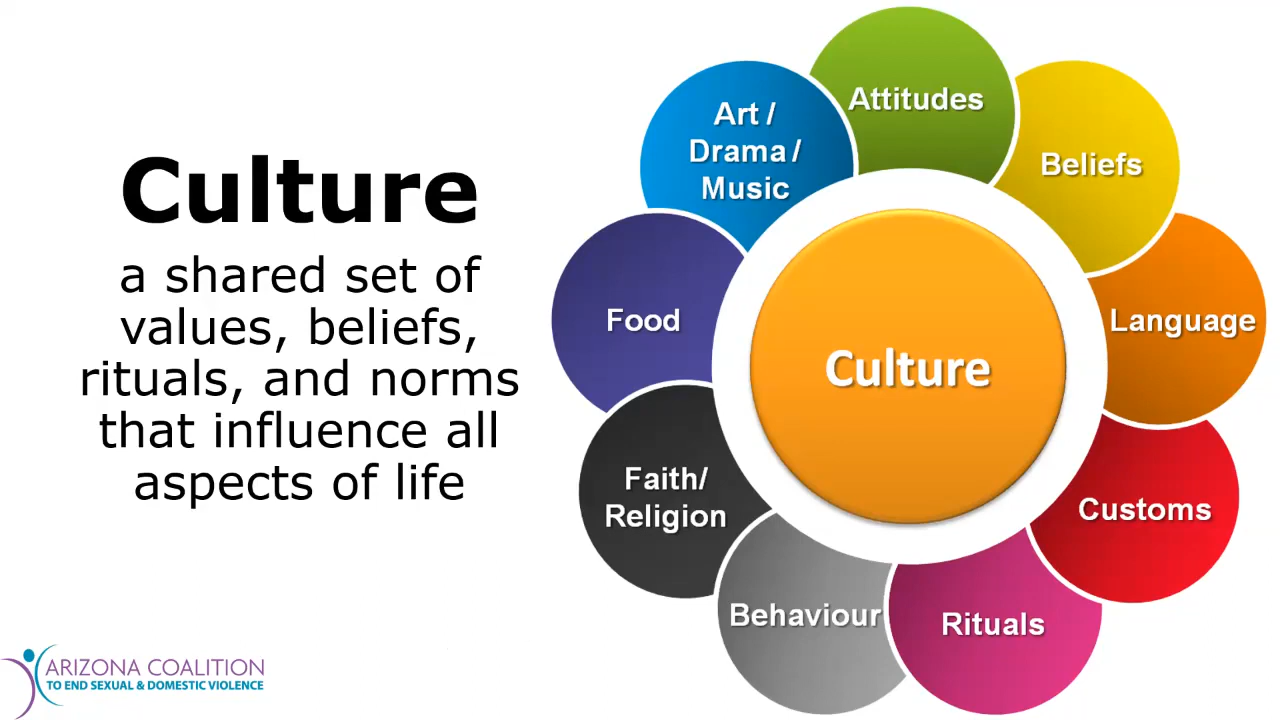 Culture
a shared set of
values, beliefs,
rituals, and norms
that influence all
aspects of life
Attitudes
Art /
Drama /
Music
Beliefs
Food
Language
Culture
Faith/
Religion
Customs
Behaviour
Rituals
ARIZONA COALITION
TO END SEXUAL & DOMESTIC VIOLENCE